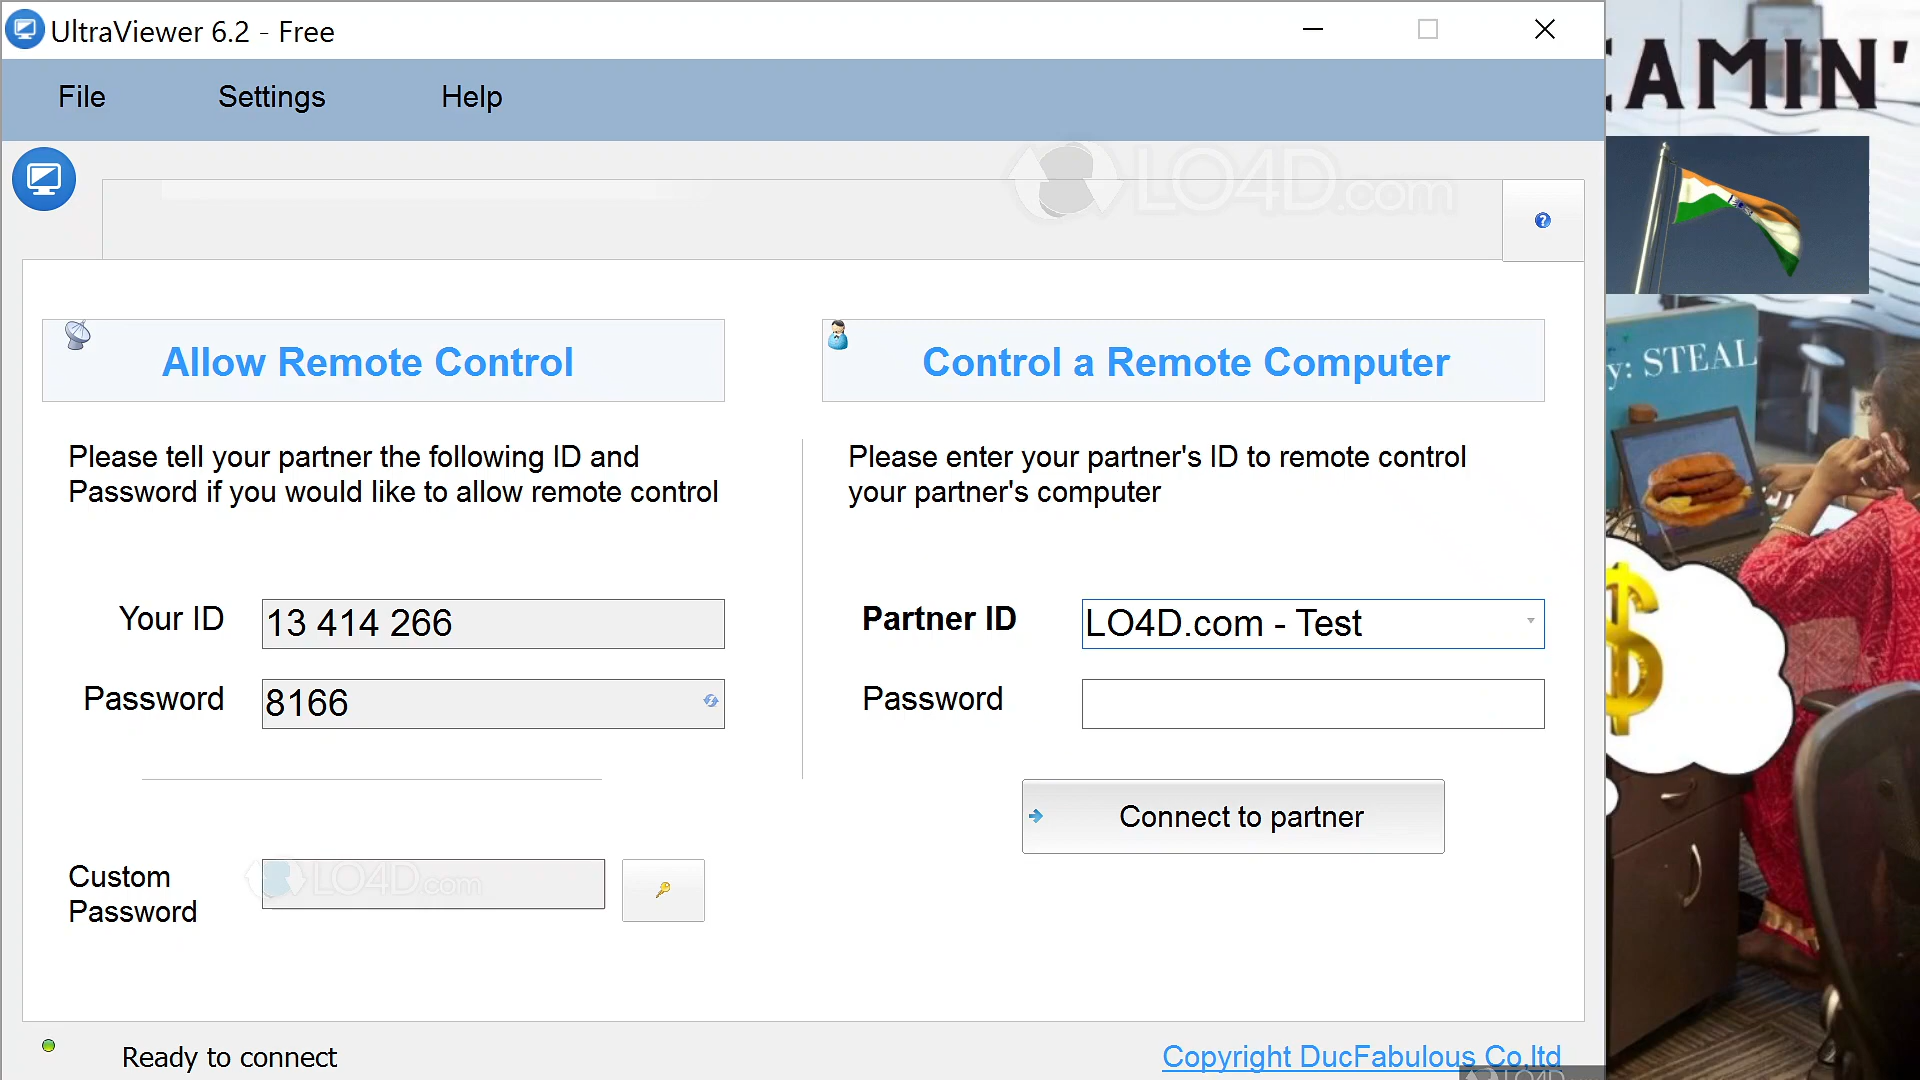 UltraViewer 6.2 - Free
File Settings Help
LO4D.com
Allow Remote Control
Please tell your partner the following ID and
Password if you would like to allow remote control
Your ID 13 414 266
Password 8166
Custom
Password
LO4D.com
Control a Remote Computer
Please enter your partner's ID to remote control
your partner's computer
Partner ID LO4D.com - Test
Password
Connect to partner
Ready to connect
Copyright DucFabulous Co,ltd
LO4D
EAMIN'
y: STEAL
$